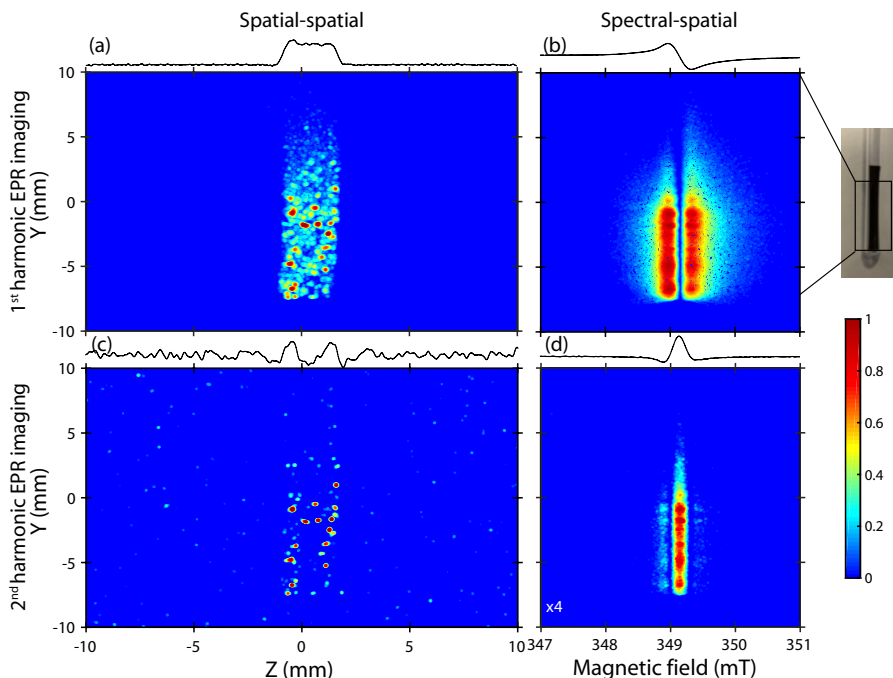 Spatial-spatial
Spectral-spatial
(a)
(b)
10
5
0
-5
-10
1st harmonic EPR imaging
Y (mm)
(c)
(d)
10
5
0
-5
-10
2nd harmonic EPR imaging
Y (mm)
x4
-10 -5 0 5 10
Z (mm)
347 348 349 350 351
Magnetic field (mT)
1
0.8
0.6
0.4
0.2
0